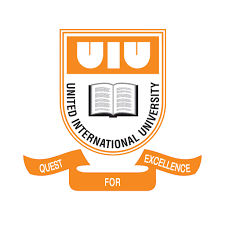 UIU
UNITED INTERNATIONAL UNIVERSITY
QUEST
FOR
EXCELLENCE